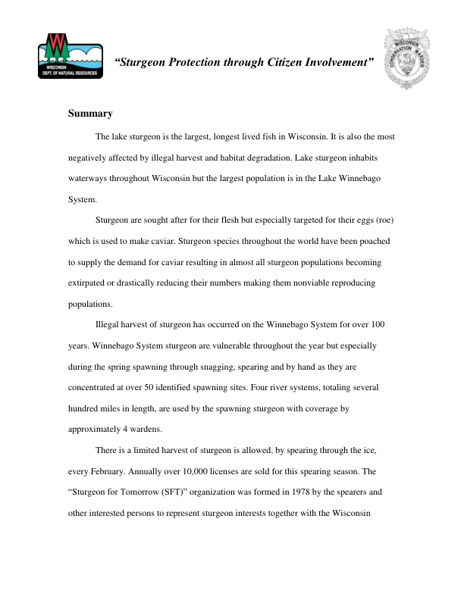 WISCONSIN
DEPT. OF NATURAL RESOURCES
“Sturgeon Protection through Citizen Involvement”
WISCONSIN
CONSERVATION WARDEN
Summary
The lake sturgeon is the largest, longest lived fish in Wisconsin. It is also the most
negatively affected by illegal harvest and habitat degradation. Lake sturgeon inhabits
waterways throughout Wisconsin but the largest population is in the Lake Winnebago
System.
Sturgeon are sought after for their flesh but especially targeted for their eggs (roe)
which is used to make caviar. Sturgeon species throughout the world have been poached
to supply the demand for caviar resulting in almost all sturgeon populations becoming
extirpated or drastically reducing their numbers making them nonviable reproducing
populations.
Illegal harvest of sturgeon has occurred on the Winnebago System for over 100
years. Winnebago System sturgeon are vulnerable throughout the year but especially
during the spring spawning through snagging, spearing and by hand as they are
concentrated at over 50 identified spawning sites. Four river systems, totaling several
hundred miles in length, are used by the spawning sturgeon with coverage by
approximately 4 wardens.
There is a limited harvest of sturgeon is allowed, by spearing through the ice,
every February. Annually over 10,000 licenses are sold for this spearing season. The
“Sturgeon for Tomorrow (SFT)” organization was formed in 1978 by the spearers and
other interested persons to represent sturgeon interests together with the Wisconsin